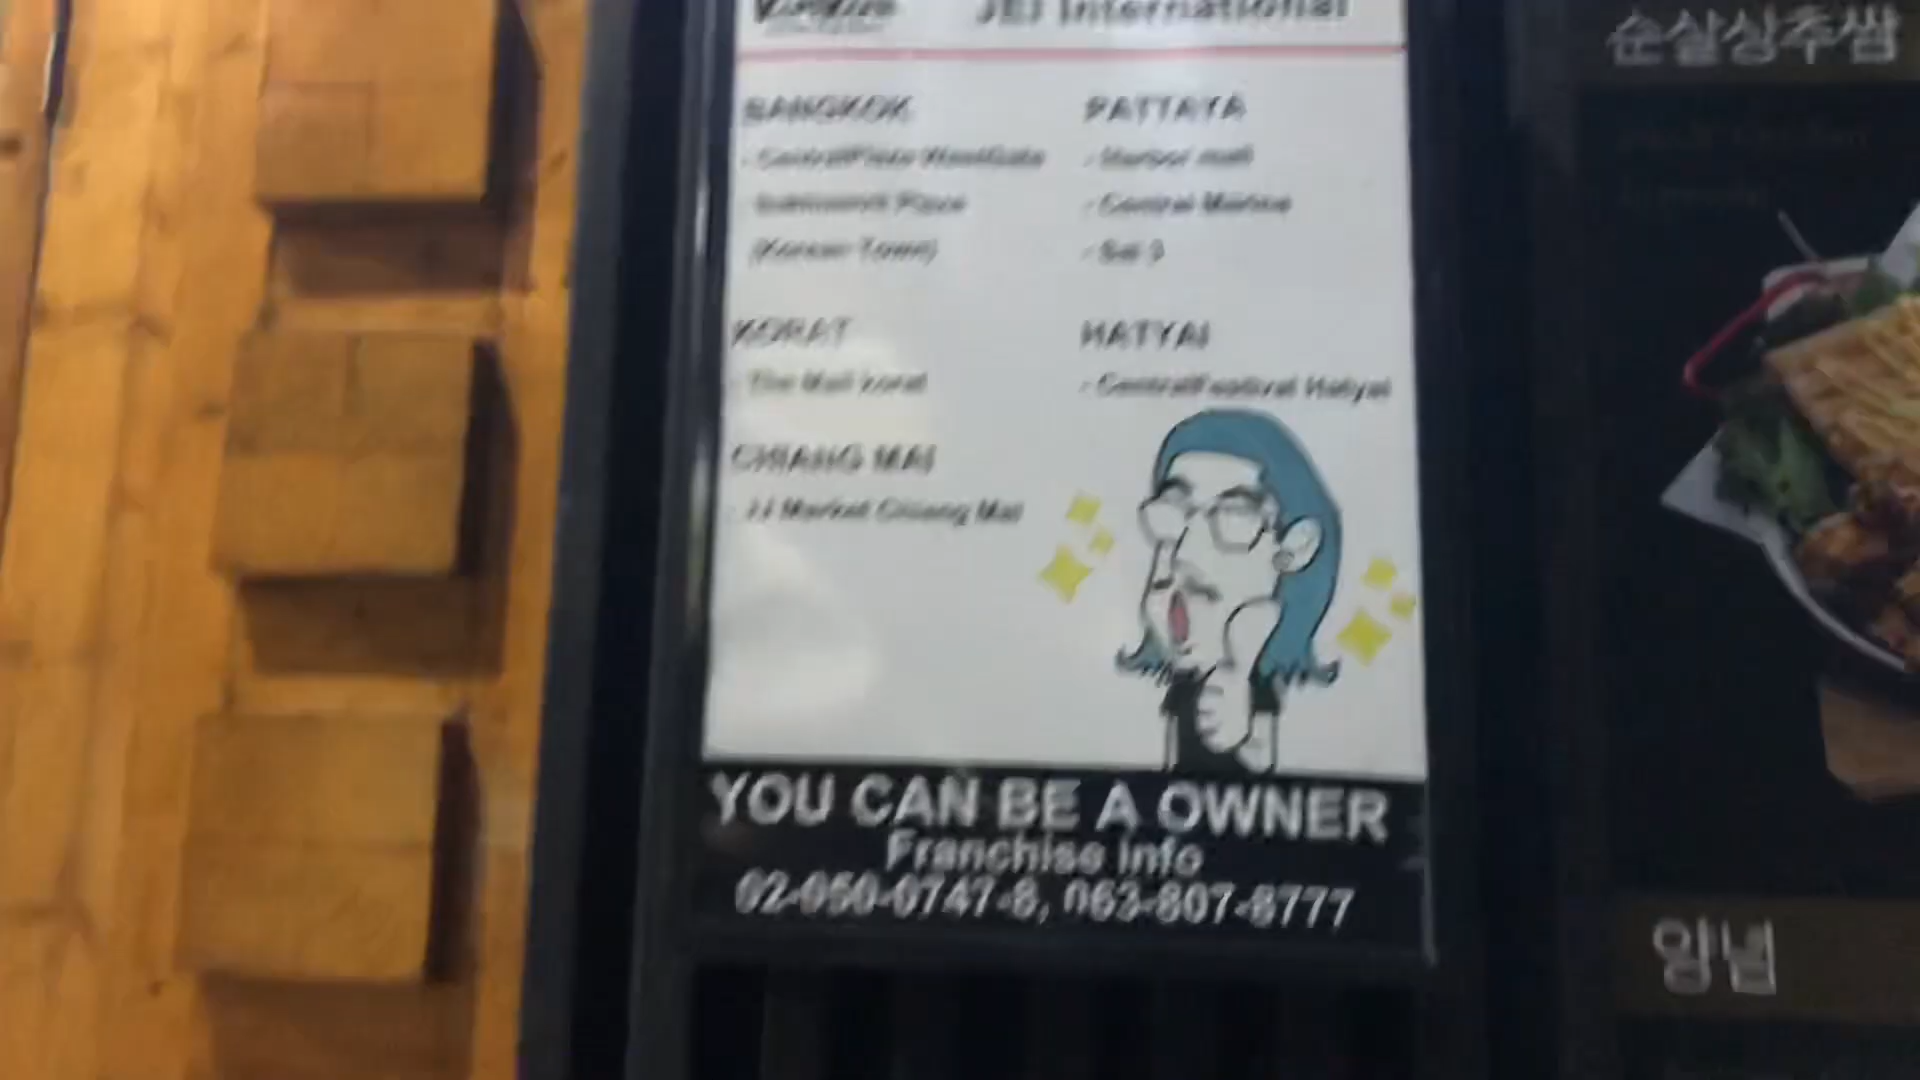 JEJ International
BANGKOK
- CentralPlaza WestGate
Sukhumvit Plaza
(Korean Town)
PATTAYA
- Harbor mall
- Central Marina
- Sai 3
KORAT
- The Mall korat
HATYAI
- CentralFestival Hatyai
CHIANG MAI
- JJ Market Chiang Mai
YOU CAN BE A OWNER
Franchise info
02-050-0747-8, 063-807-8777
순살상추쌈
양념